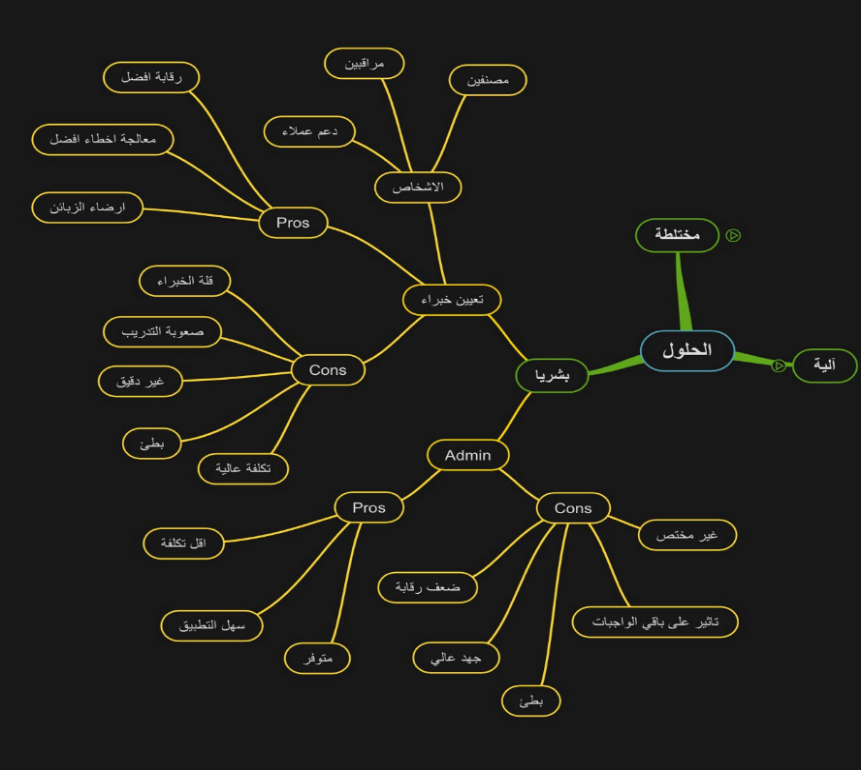 الحلول
مختلطة
آلية
بشريا
تعيين خبراء
الاشخاص
مصنفين
مراقبين
دعم عملاء
Pros
رقابة افضل
معالجة اخطاء افضل
ارضاء الزبائن
Cons
قلة الخبراء
صعوبة التدريب
غير دقيق
بطئ
تكلفة عالية
Admin
Pros
اقل تكلفة
سهل التطبيق
متوفر
Cons
غير مختص
تاثير على باقي الواجبات
بطئ
جهد عالي
ضعف رقابة